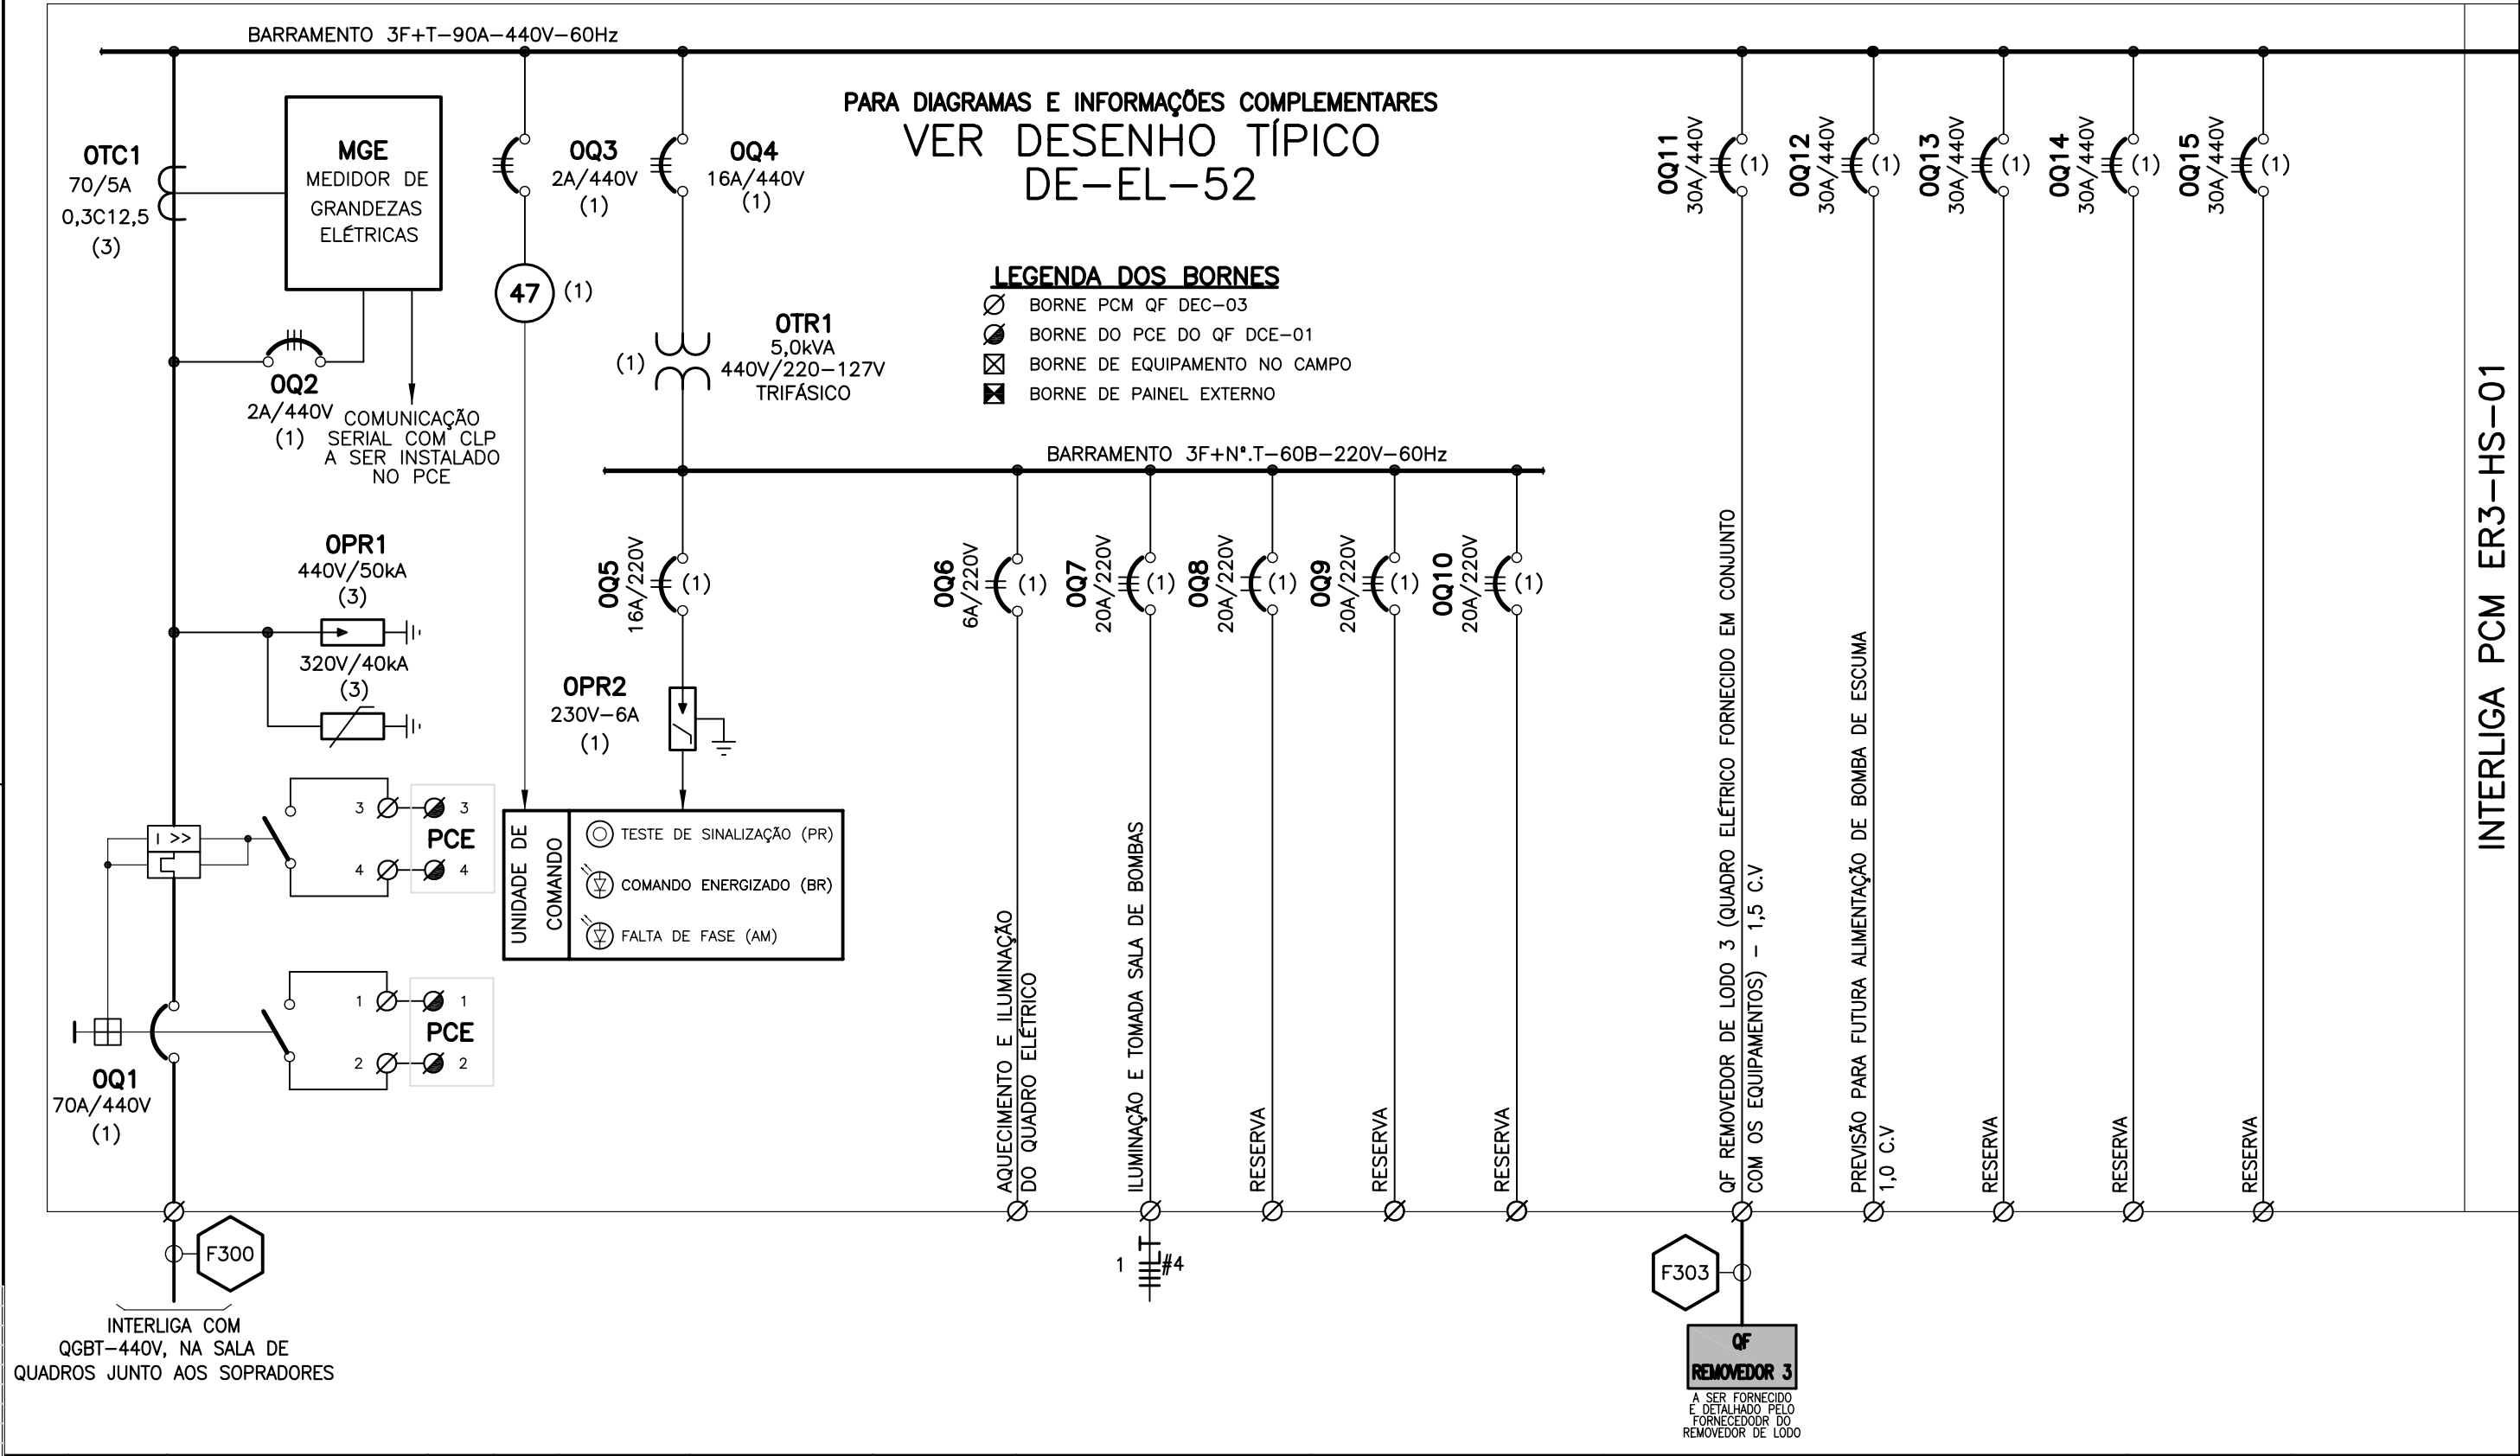 BARRAMENTO 3F+T-90A-440V-60Hz
0TC1
70/5A
0,3C12,5
(3)
MGE
MEDIDOR DE
GRANDEZAS
ELÉTRICAS
0Q2
2A/440V
(1)
COMUNICAÇÃO
SERIAL COM CLP
A SER INSTALADO
NO PCE
0Q3
2A/440V
(1)
47
(1)
0Q4
16A/440V
(1)
(1)
0TR1
5,0kVA
440V/220-127V
TRIFÁSICO
PARA DIAGRAMAS E INFORMAÇÕES COMPLEMENTARES
VER DESENHO TÍPICO
DE-EL-52
LEGENDA DOS BORNES
BORNE PCM QF DEC-03
BORNE DO PCE DO QF DCE-01
BORNE DE EQUIPAMENTO NO CAMPO
BORNE DE PAINEL EXTERNO
BARRAMENTO 3F+Nº.T-60B-220V-60Hz
0PR1
440V/50kA
(3)
320V/40kA
(3)
I >>
3
3
PCE
4
4
1
1
PCE
2
2
0Q1
70A/440V
(1)
F300
INTERLIGA COM
QGBT-440V, NA SALA DE
QUADROS JUNTO AOS SOPRADORES
0Q5
16A/220V
(1)
0PR2
230V-6A
(1)
UNIDADE DE
COMANDO
TESTE DE SINALIZAÇÃO (PR)
COMANDO ENERGIZADO (BR)
FALTA DE FASE (AM)
0Q6
6A/220V
(1)
AQUECIMENTO E ILUMINAÇÃO
DO QUADRO ELÉTRICO
0Q7
20A/220V
(1)
ILUMINAÇÃO E TOMADA SALA DE BOMBAS
1
#4
0Q8
20A/220V
(1)
RESERVA
0Q9
20A/220V
(1)
RESERVA
0Q10
20A/220V
(1)
RESERVA
0Q11
30A/440V
(1)
QF REMOVEDOR DE LODO 3 (QUADRO ELÉTRICO FORNECIDO EM CONJUNTO
COM OS EQUIPAMENTOS) - 1,5 C.V
F303
QF
REMOVEDOR 3
A SER FORNECIDO
E DETALHADO PELO
FORNECEDODR DO
REMOVEDOR DE LODO
0Q12
30A/440V
(1)
PREVISÃO PARA FUTURA ALIMENTAÇÃO DE BOMBA DE ESCUMA
1,0 C.V
0Q13
30A/440V
(1)
RESERVA
0Q14
30A/440V
(1)
RESERVA
0Q15
30A/440V
(1)
RESERVA
INTERLIGA PCM ER3-HS-01